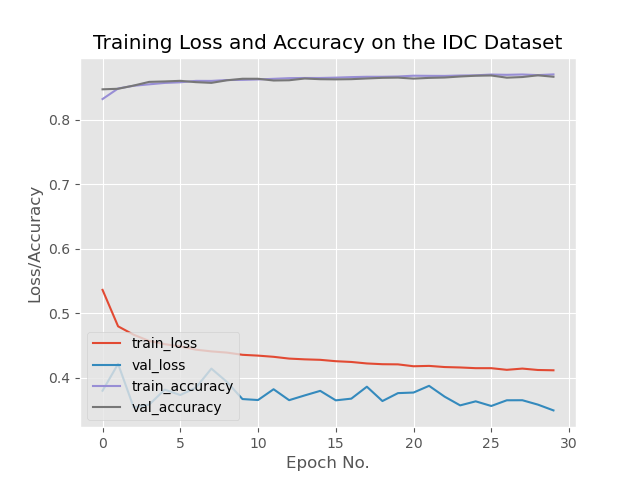 Training Loss and Accuracy on the IDC Dataset
Loss/Accuracy
0.8
0.7
0.6
0.5
0.4
train_loss
val_loss
train_accuracy
val_accuracy
0 5 10 15 20 25 30
Epoch No.